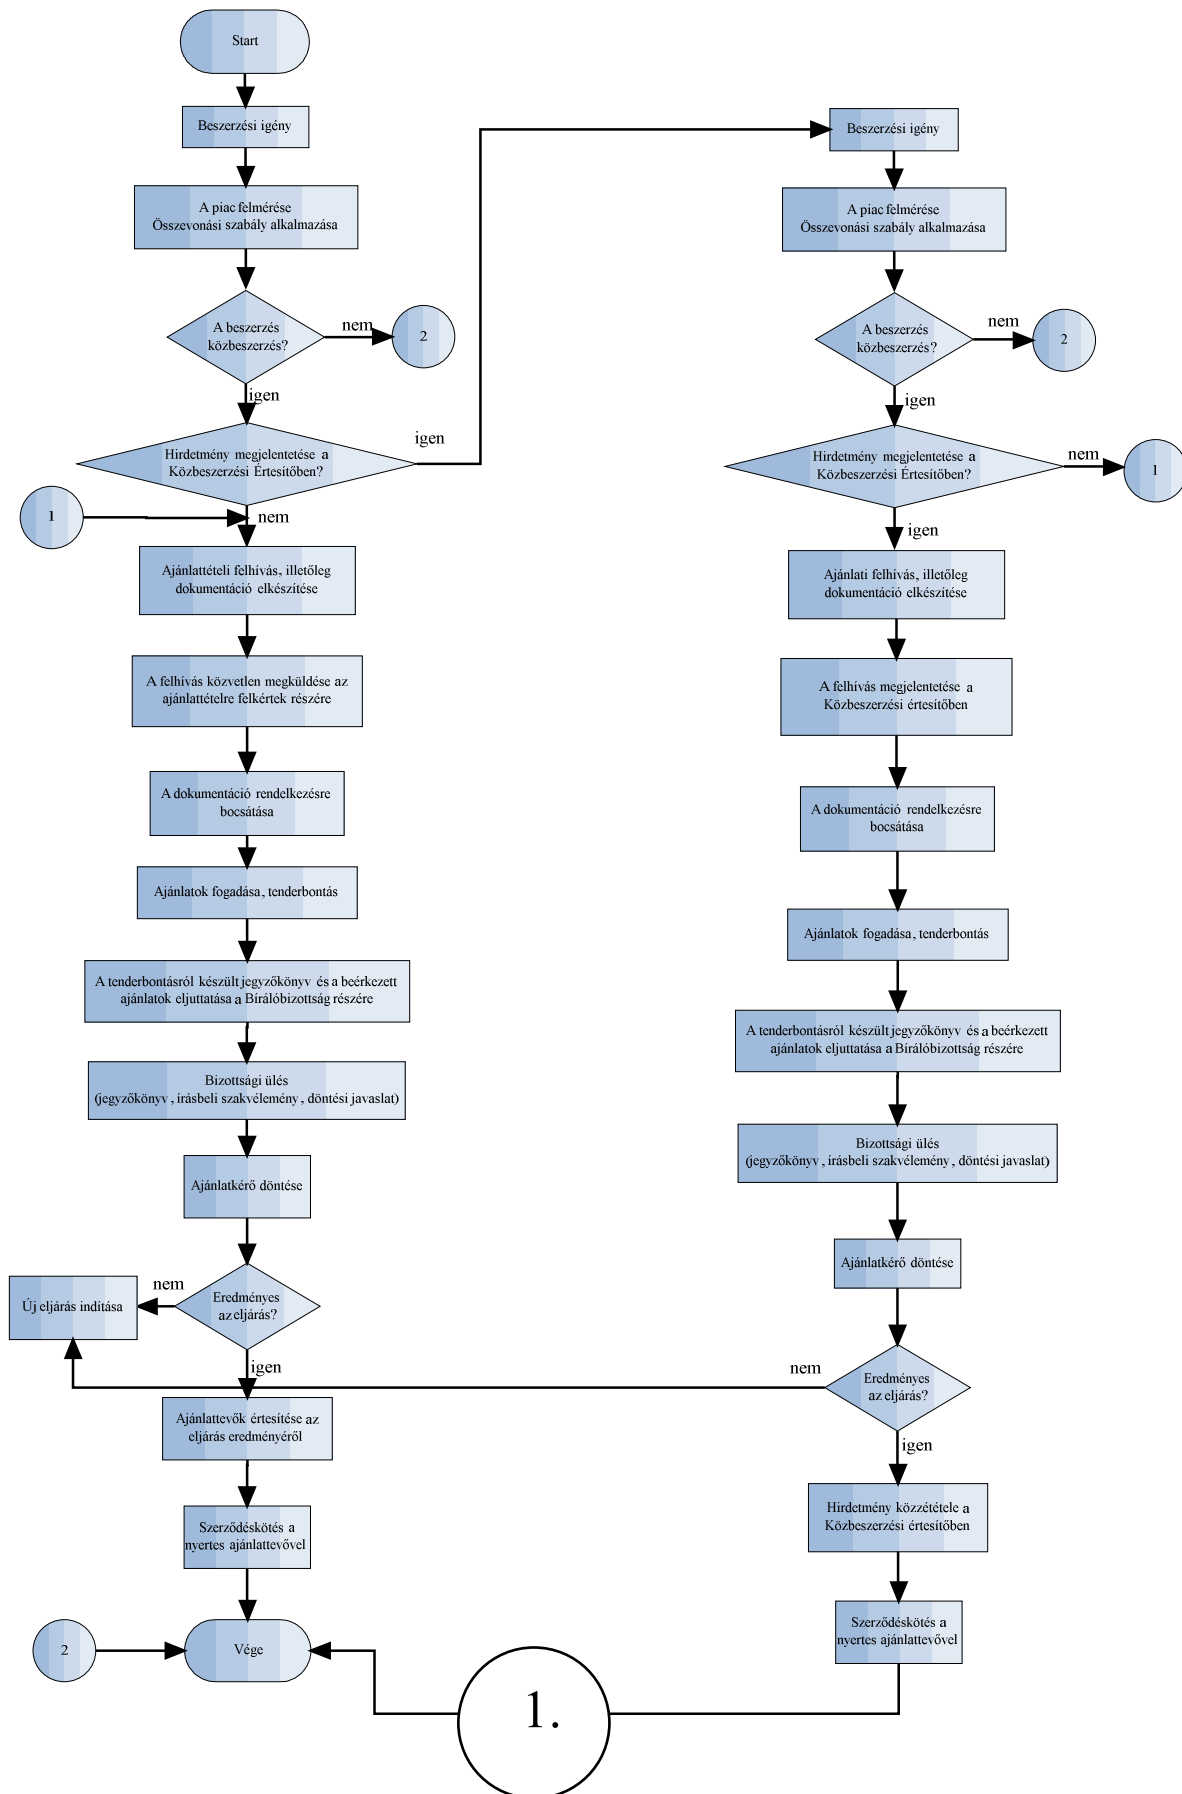 Start
Beszerzési igény
A piac felmérése
Összevonási szabály alkalmazása
A beszerzés
közbeszerzés?
nem
2
igen
Hirdetmény megjelentetése a
Közbeszerzési Értesítőben?
igen
1
nem
Ajánlattételi felhívás, illetőleg
dokumentáció elkészítése
A felhívás közvetlen megküldése az
ajánlattételre felkértek részére
A dokumentáció rendelkezésre
bocsátása
Ajánlatok fogadása, tenderbontás
A tenderbontásról készült jegyzőkönyv és a beérkezett
ajánlatok eljuttatása a Bírálóbizottság részére
Bizottsági ülés
(jegyzőkönyv, írásbeli szakvélemény, döntési javaslat)
Ajánlatkérő döntése
Eredményes
az eljárás?
nem
Új eljárás indítása
igen
Ajánlattevők értesítése az
eljárás eredményéről
Szerződéskötés a
nyertes ajánlattevővel
2
Vége
Beszerzési igény
A piac felmérése
Összevonási szabály alkalmazása
A beszerzés
közbeszerzés?
nem
2
igen
Hirdetmény megjelentetése a
Közbeszerzési Értesítőben?
nem
1
igen
Ajánlati felhívás, illetőleg
dokumentáció elkészítése
A felhívás megjelentetése a
Közbeszerzési értesítőben
A dokumentáció rendelkezésre
bocsátása
Ajánlatok fogadása, tenderbontás
A tenderbontásról készült jegyzőkönyv és a beérkezett
ajánlatok eljuttatása a Bírálóbizottság részére
Bizottsági ülés
(jegyzőkönyv, írásbeli szakvélemény, döntési javaslat)
Ajánlatkérő döntése
Eredményes
az eljárás?
nem
igen
Hirdetmény közzététele a
Közbeszerzési értesítőben
Szerződéskötés a
nyertes ajánlattevővel
1.